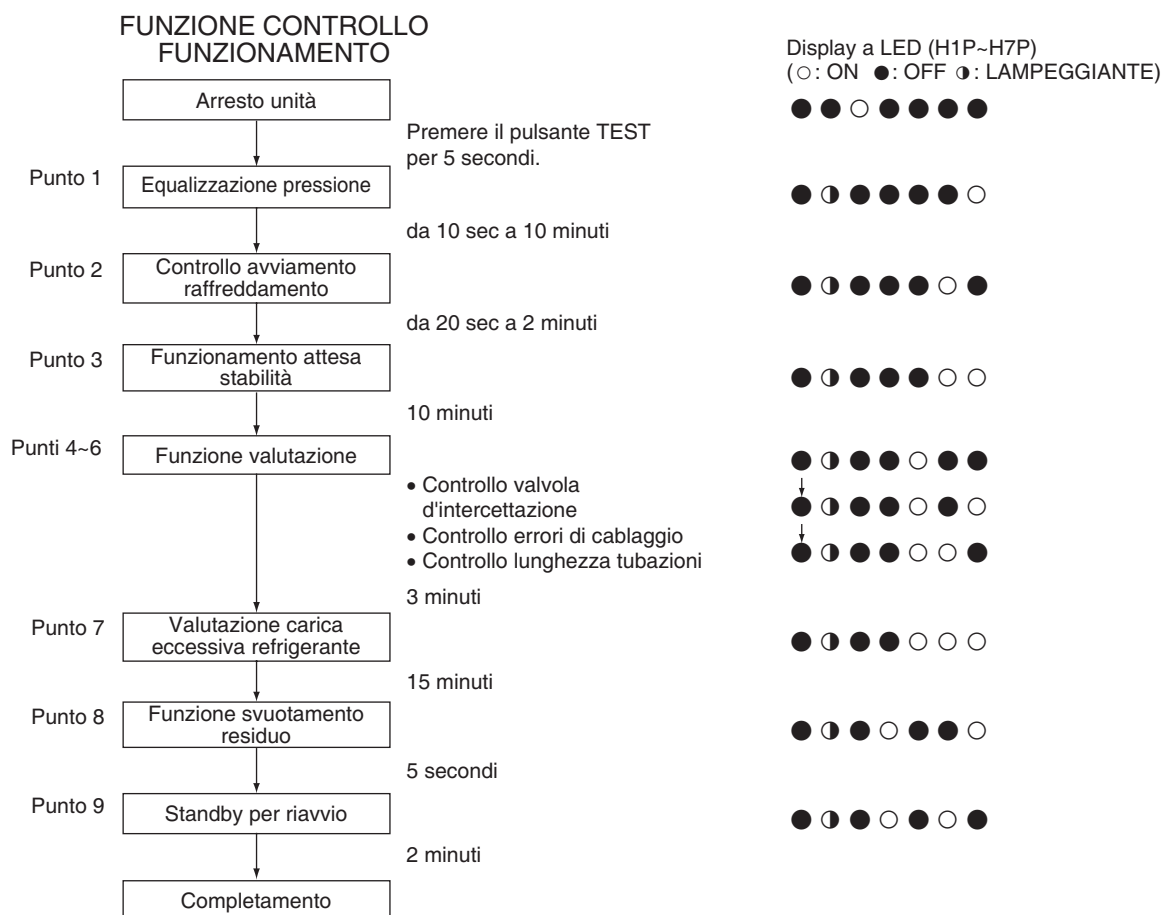 FUNZIONE CONTROLLO
FUNZIONAMENTO
Display a LED (H1P~H7P)
(○: ON ●: OFF ◑: LAMPEGGIANTE)
Arresto unità
Premere il pulsante TEST
per 5 secondi.
Punto 1
Equalizzazione pressione
da 10 sec a 10 minuti
Punto 2
Controllo avviamento
raffreddamento
da 20 sec a 2 minuti
Punto 3
Funzionamento attesa
stabilità
10 minuti
Punti 4~6
Funzione valutazione
• Controllo valvola
d'intercettazione
• Controllo errori di cablaggio
• Controllo lunghezza tubazioni
3 minuti
Punto 7
Valutazione carica
eccessiva refrigerante
15 minuti
Punto 8
Funzione svuotamento
residuo
5 secondi
Punto 9
Standby per riavvio
2 minuti
Completamento